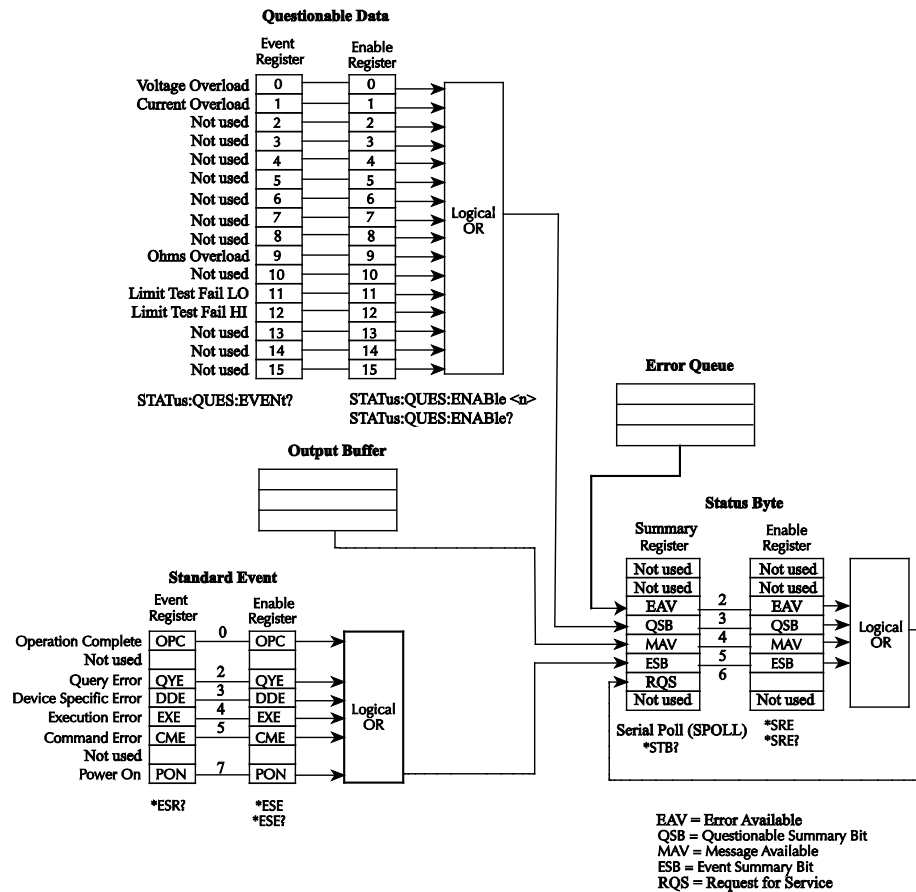 Questionable Data
Event Register
Enable Register
Voltage Overload 0 0
Current Overload 1 1
Not used 2 2
Not used 3 3
Not used 4 4
Not used 5 5
Not used 6 6
Not used 7 7
Not used 8 8
Ohms Overload 9 9
Not used 10 10
Limit Test Fail LO 11 11
Limit Test Fail HI 12 12
Not used 13 13
Not used 14 14
Not used 15 15
Logical OR
STATus:QUES:EVENt?
STATus:QUES:ENABle <n>
STATus:QUES:ENABle?
Error Queue
Output Buffer
Status Byte
Summary Register
Enable Register
Not used Not used
Not used Not used
EAV 2 EAV
QSB 3 QSB
MAV 4 MAV
ESB 5 ESB
RQS 6
Not used Not used
Logical OR
Serial Poll (SPOLL)
*STB?
*SRE
*SRE?
Standard Event
Event Register
Enable Register
Operation Complete OPC 0 OPC
Not used
Query Error QYE 2 QYE
Device Specific Error DDE 3 DDE
Execution Error EXE 4 EXE
Command Error CME 5 CME
Not used
Power On PON 7 PON
Logical OR
*ESR?
*ESE
*ESE?
EAV = Error Available
QSB = Questionable Summary Bit
MAV = Message Available
ESB = Event Summary Bit
RQS = Request for Service